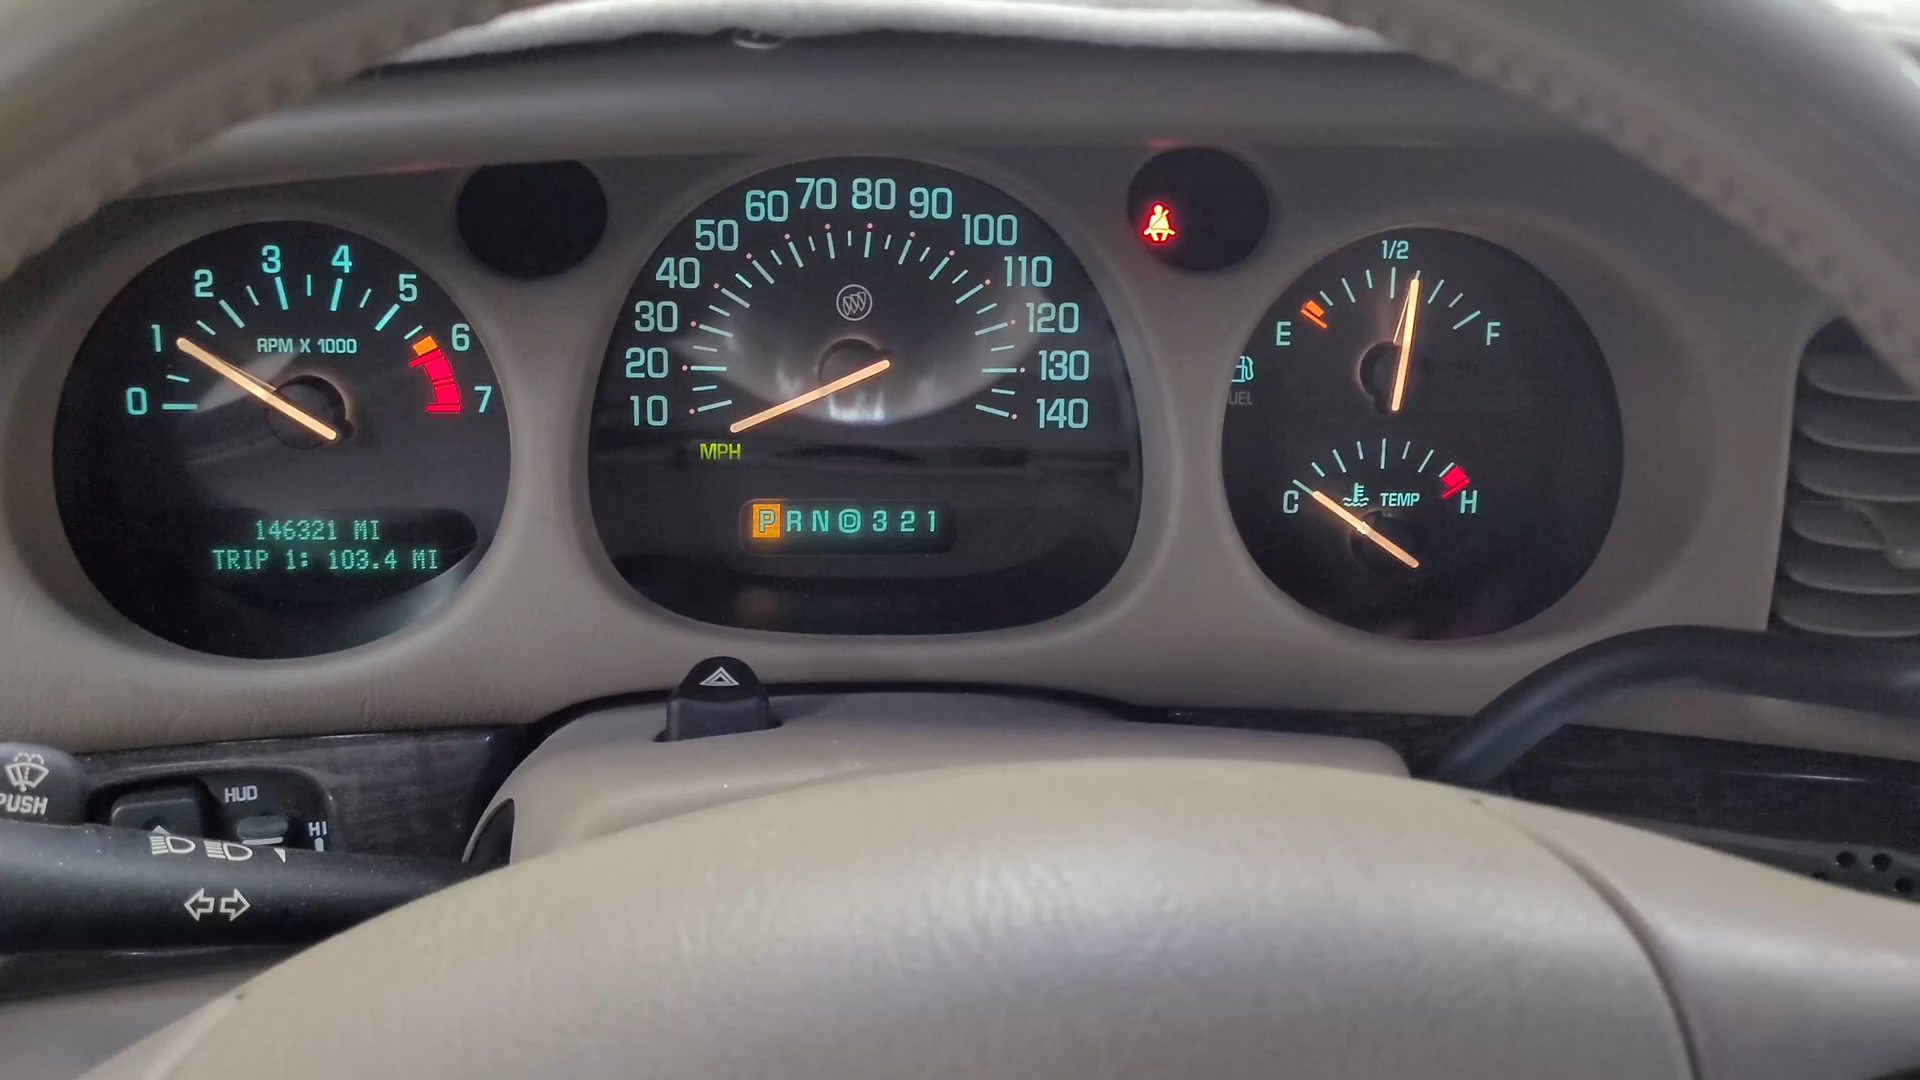 0 1 2 3 4 5 6 7
RPM X 1000
146321 MI
TRIP 1: 103.4 MI
10 20 30 40 50 60 70 80 90 100 110 120 130 140
MPH
P R N D 3 2 1
1/2
E F
UEL
C TEMP H
PUSH
HUD
HI